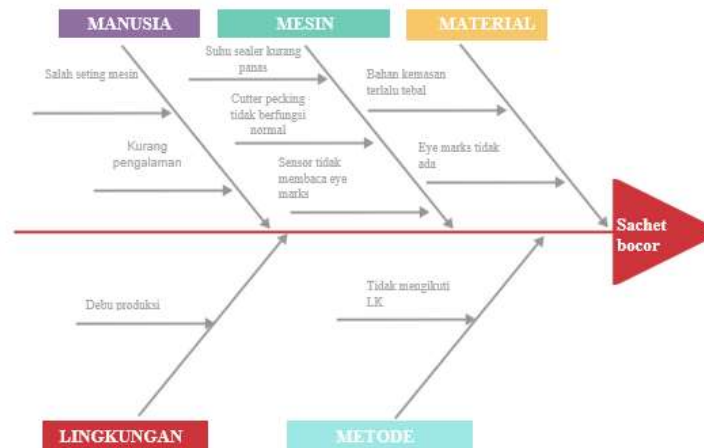 MANUSIA
MESIN
MATERIAL
Salah seting mesin
Kurang
pengalaman
Suhu sealer kurang
panas
Cutter pecking
tidak berfungsi
normal
Sensor tidak
membaca eye
marks
Bahan kemasan
terlalu tebal
Eye marks tidak
ada
Sachet
bocor
Debu produksi
Tidak mengikuti
LK
LINGKUNGAN
METODE